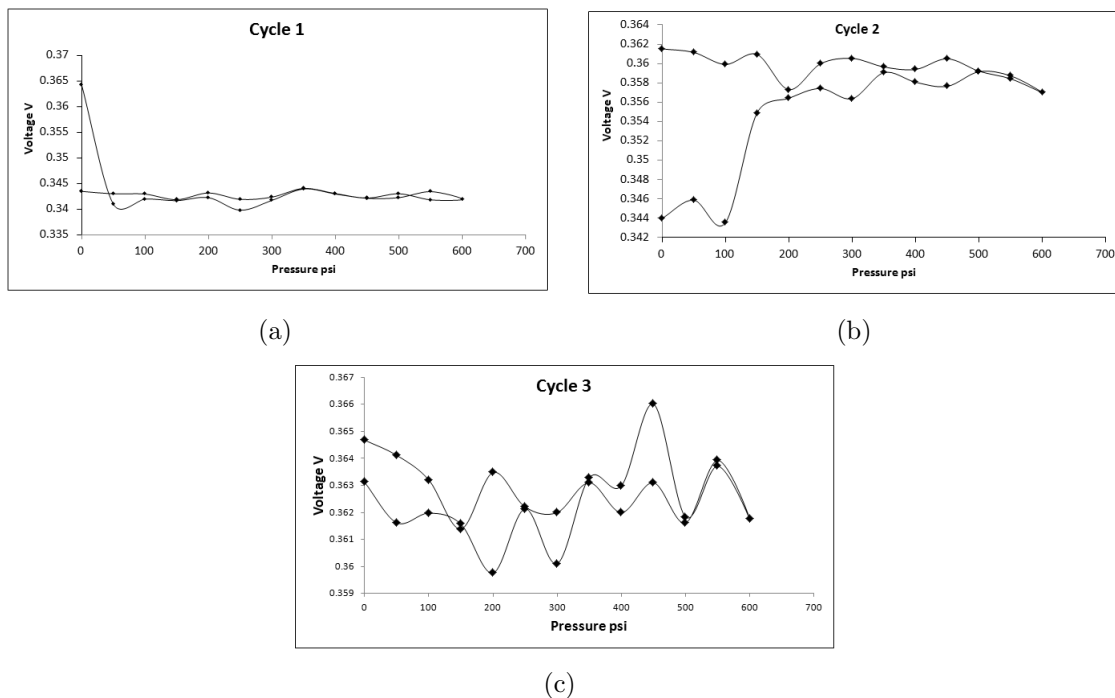 Cycle 1
0.37
0.365
0.36
0.355
0.35
0.345
0.34
0.335
Voltage V
0 100 200 300 400 500 600 700
Pressure psi
(a)
Cycle 2
0.364
0.362
0.36
0.358
0.356
0.354
0.352
0.35
0.348
0.346
0.344
0.342
Voltage V
0 100 200 300 400 500 600 700
Pressure psi
(b)
Cycle 3
0.367
0.366
0.365
0.364
0.363
0.362
0.361
0.36
0.359
Voltage V
0 100 200 300 400 500 600 700
Pressure psi
(c)